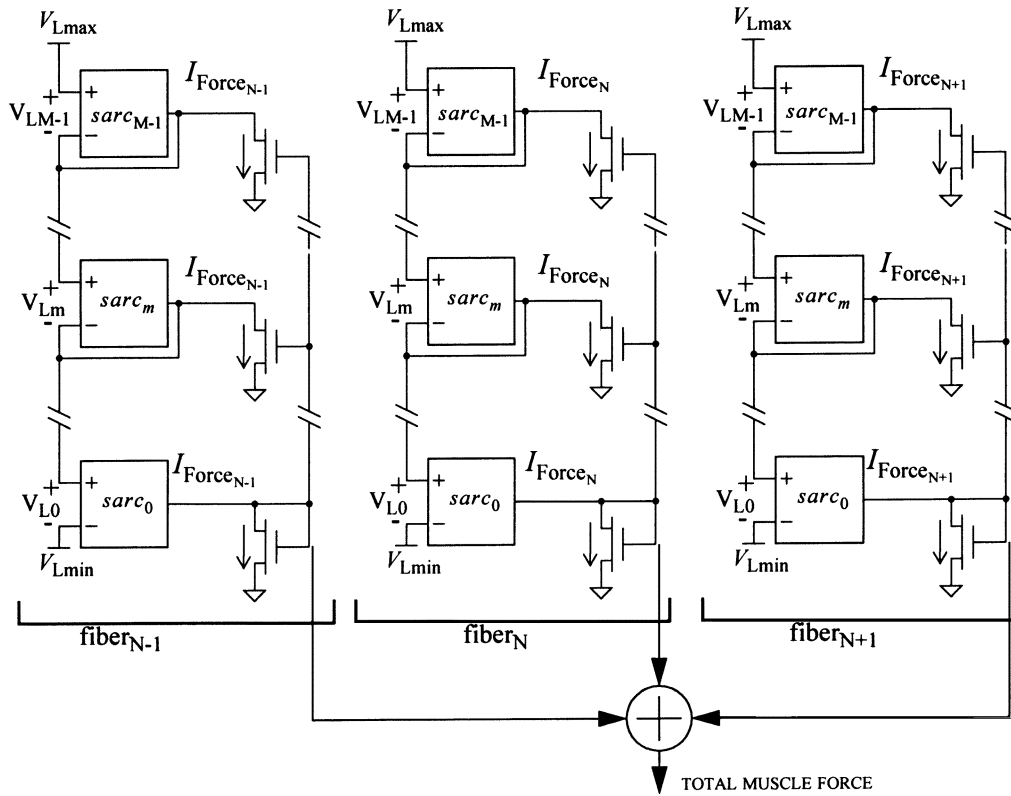 V_Lmax
V_Lmax
V_Lmax
+
V_LM-1
-
+
sarc_M-1
−
I_Force_N-1
+
V_LM-1
-
+
sarc_M-1
−
I_Force_N
+
V_LM-1
-
+
sarc_M-1
−
I_Force_N+1
+
V_Lm
-
+
sarc_m
−
I_Force_N-1
+
V_Lm
-
+
sarc_m
−
I_Force_N
+
V_Lm
-
+
sarc_m
−
I_Force_N+1
+
V_L0
-
+
sarc_0
−
I_Force_N-1
+
V_L0
-
+
sarc_0
−
I_Force_N
+
V_L0
-
+
sarc_0
−
I_Force_N+1
V_Lmin
V_Lmin
V_Lmin
fiber_N-1
fiber_N
fiber_N+1
TOTAL MUSCLE FORCE